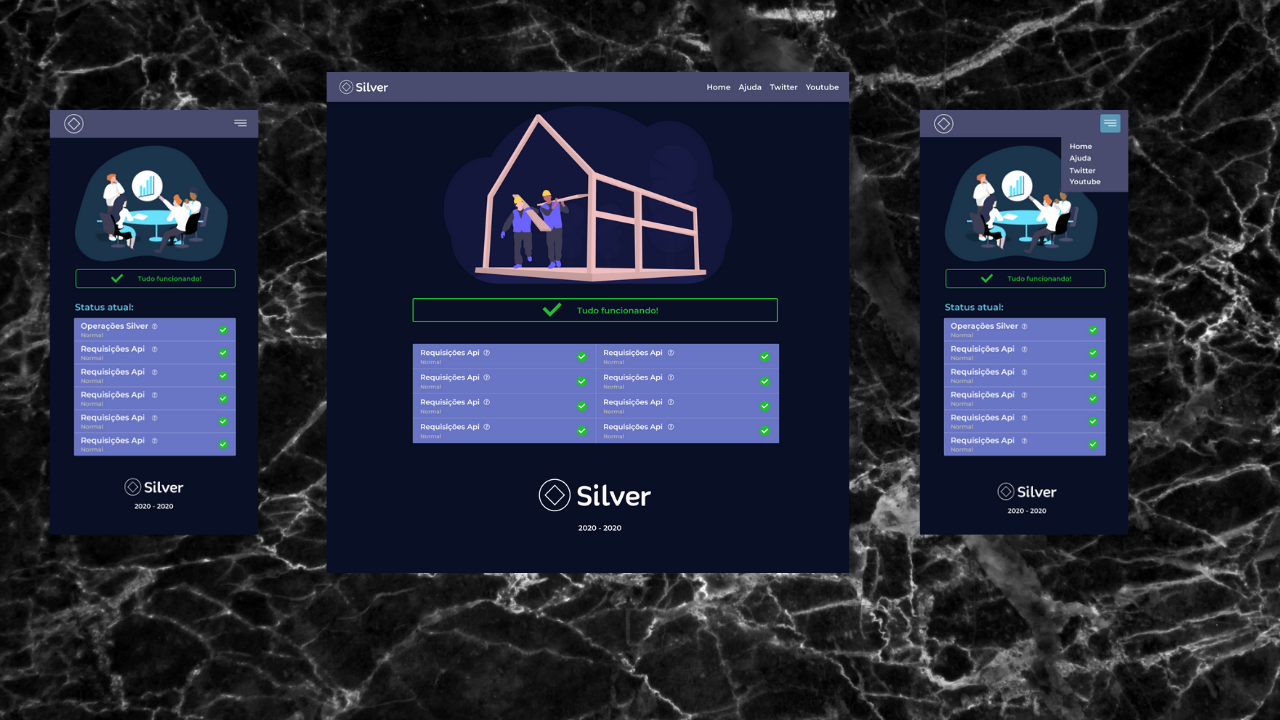 Tudo funcionando!
Status atual:
Operações Silver ?
Normal
Requisições Api ?
Normal
Requisições Api ?
Normal
Requisições Api ?
Normal
Requisições Api ?
Normal
Requisições Api ?
Normal
Silver
2020 - 2020
Silver
Home Ajuda Twitter Youtube
Tudo funcionando!
Requisições Api ? Requisições Api ?
Normal Normal
Requisições Api ? Requisições Api ?
Normal Normal
Requisições Api ? Requisições Api ?
Normal Normal
Requisições Api ? Requisições Api ?
Normal Normal
Silver
2020 - 2020
Home
Ajuda
Twitter
Youtube
Tudo funcionando!
Status atual:
Operações Silver ?
Normal
Requisições Api ?
Normal
Requisições Api ?
Normal
Requisições Api ?
Normal
Requisições Api ?
Normal
Requisições Api ?
Normal
Silver
2020 - 2020